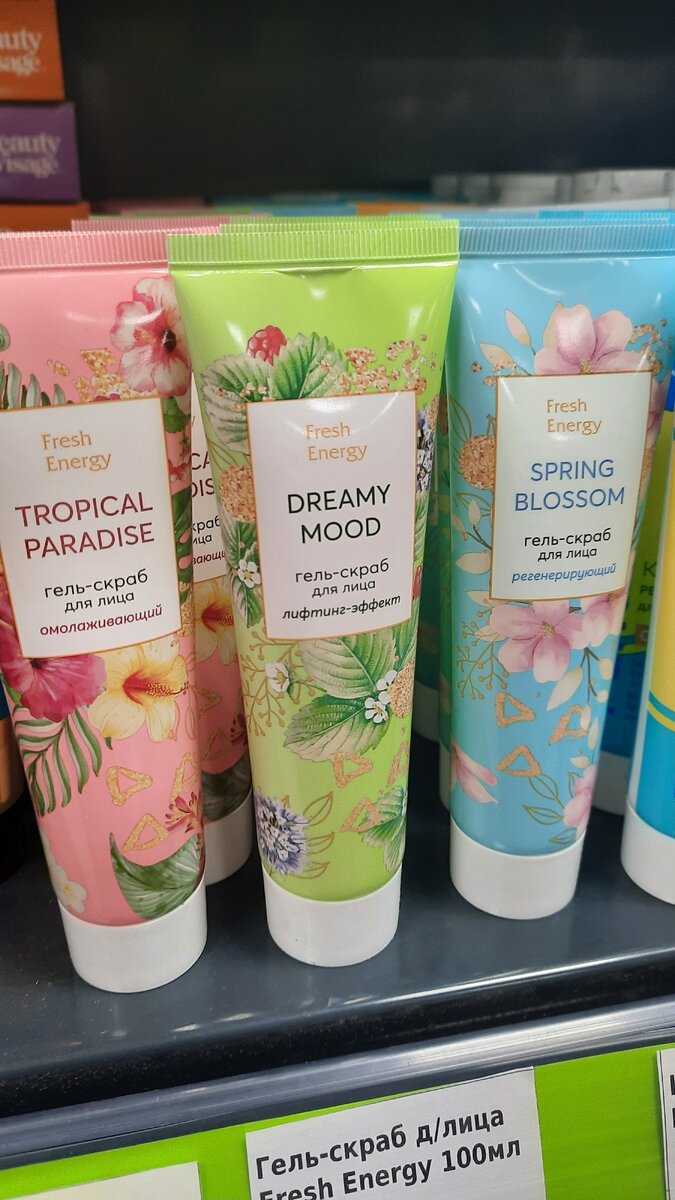 Fresh
Energy
TROPICAL
PARADISE
гель-скраб
для лица
омолаживающий
Fresh
Energy
DREAMY
MOOD
гель-скраб
для лица
лифтинг-эффект
Fresh
Energy
SPRING
BLOSSOM
гель-скраб
для лица
регенерирующий
Гель-скраб д/лица
Fresh Energy 100мл